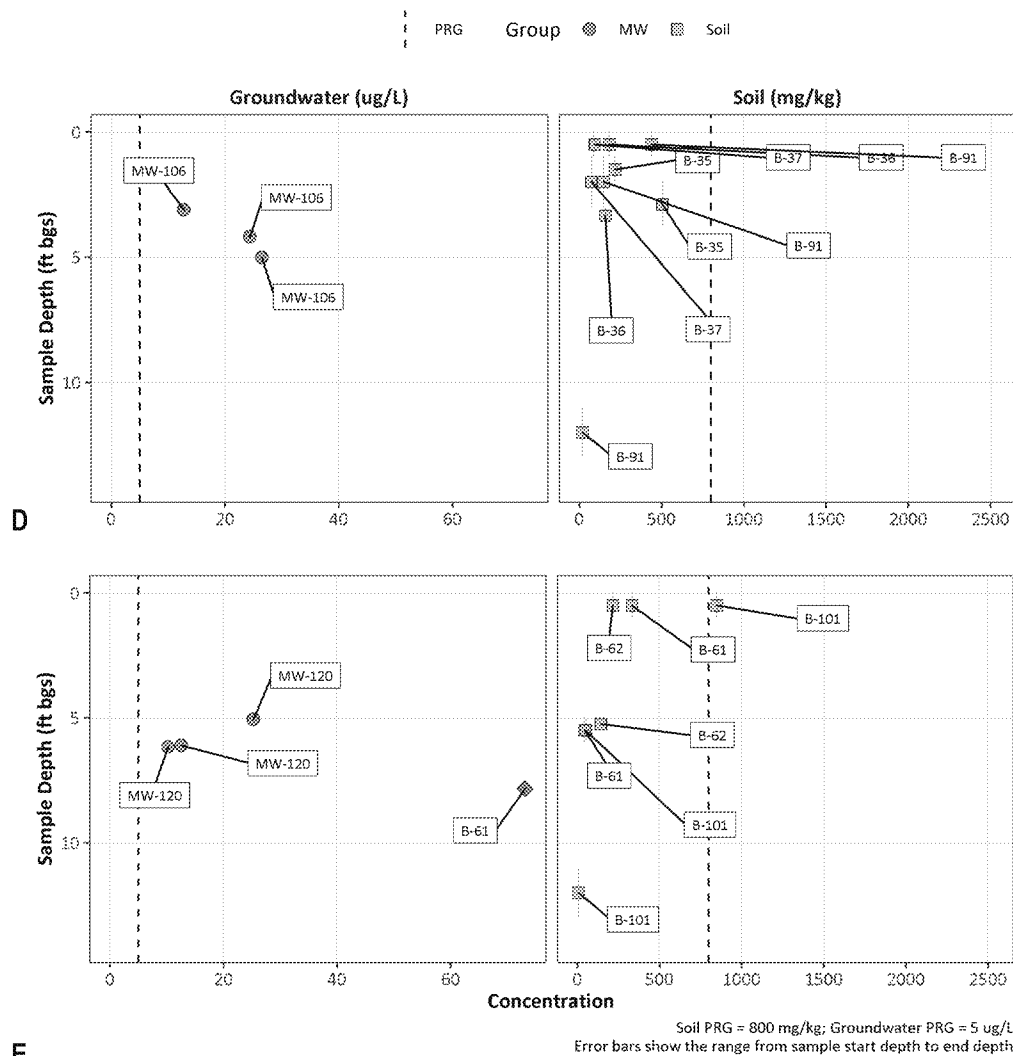 PRG Group MW Soil
Groundwater (ug/L) Soil (mg/kg)
Sample Depth (ft bgs)
0
5
10
MW-106
MW-106
MW-106
B-35
B-37
B-36
B-91
B-35
B-91
B-36
B-37
B-91
0 20 40 60 0 500 1000 1500 2000 2500
D
Sample Depth (ft bgs)
0
5
10
MW-120
MW-120
MW-120
B-61
B-62
B-61
B-101
B-62
B-61
B-101
B-101
0 20 40 60 0 500 1000 1500 2000 2500
Concentration
Soil PRG = 800 mg/kg; Groundwater PRG = 5 ug/L
Error bars show the range from sample start depth to end depth